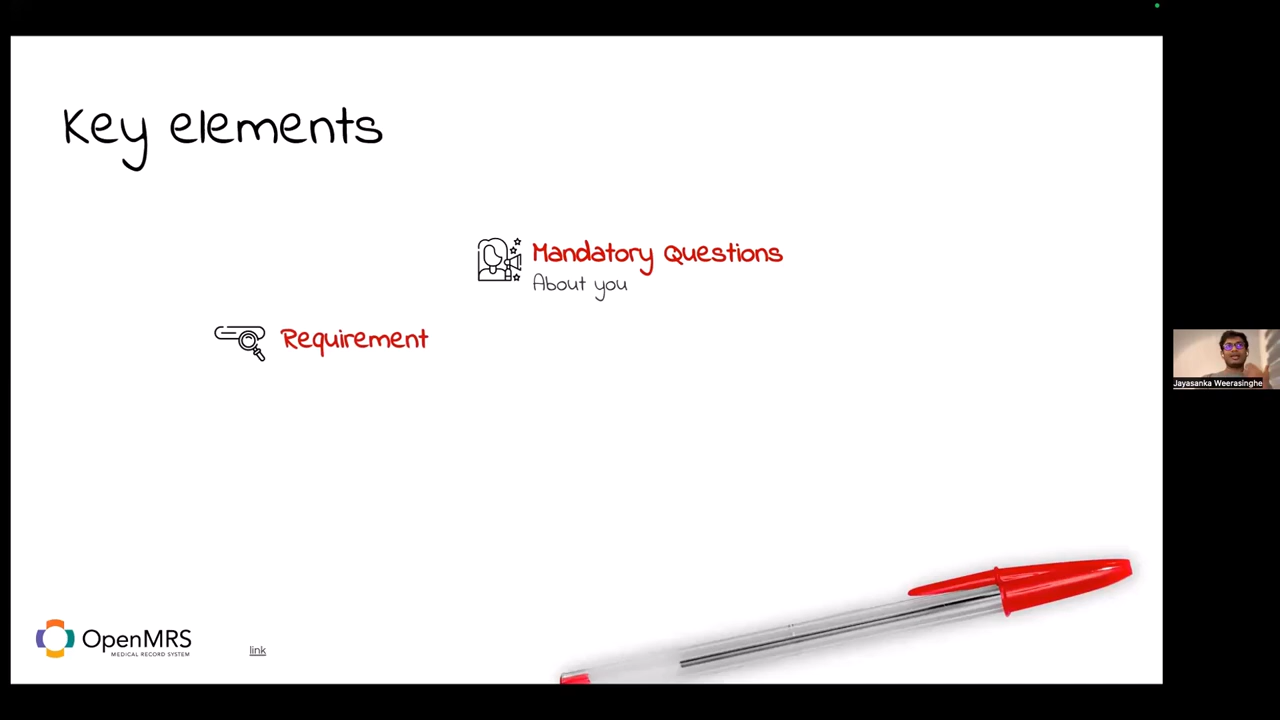 Key elements
Mandatory Questions
About you
Requirement
Jayasanka Weerasinghe
OpenMRS
MEDICAL RECORD SYSTEM
link